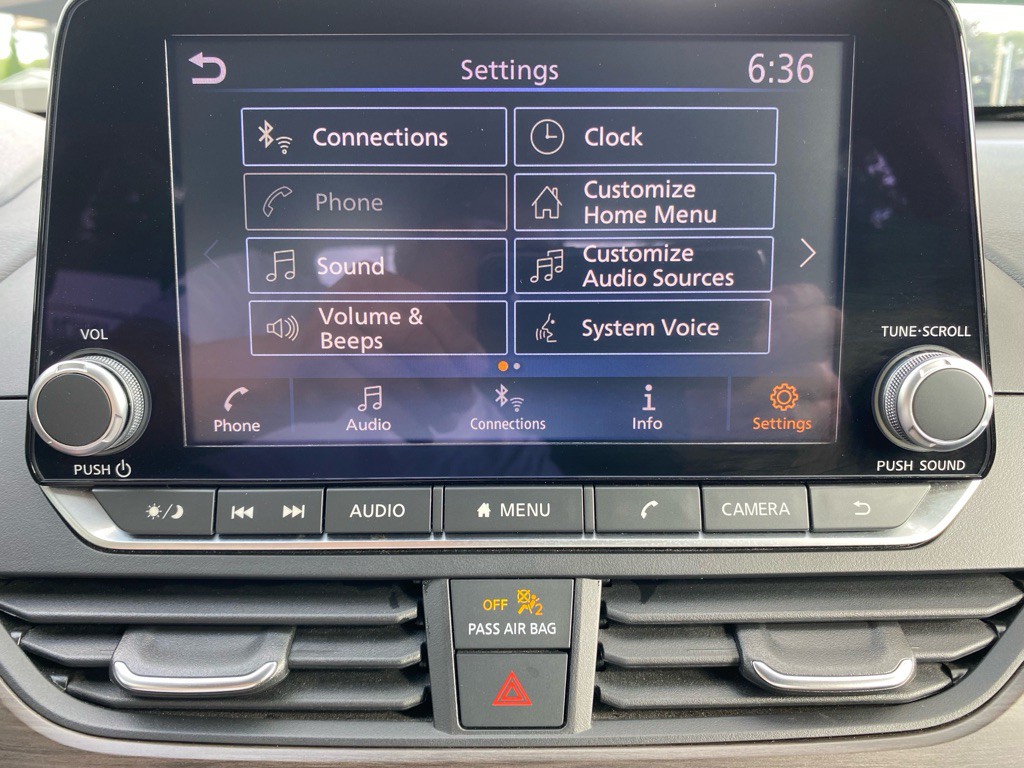 Settings
6:36
Connections
Clock
Phone
Customize
Home Menu
Sound
Customize
Audio Sources
Volume &
Beeps
System Voice
VOL
TUNE·SCROLL
Phone
Audio
Connections
Info
Settings
PUSH
PUSH SOUND
AUDIO
MENU
CAMERA
OFF
2
PASS AIR BAG